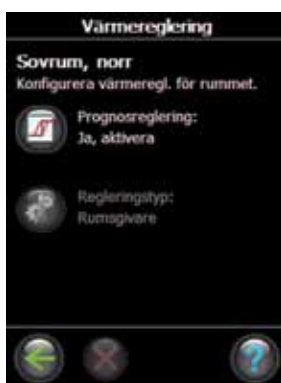 Värmereglering
Sovrum, norr
Konfigurera värmeregl. för rummet.
Prognosreglering:
Ja, aktivera
Regleringstyp:
Rumsgivare
?